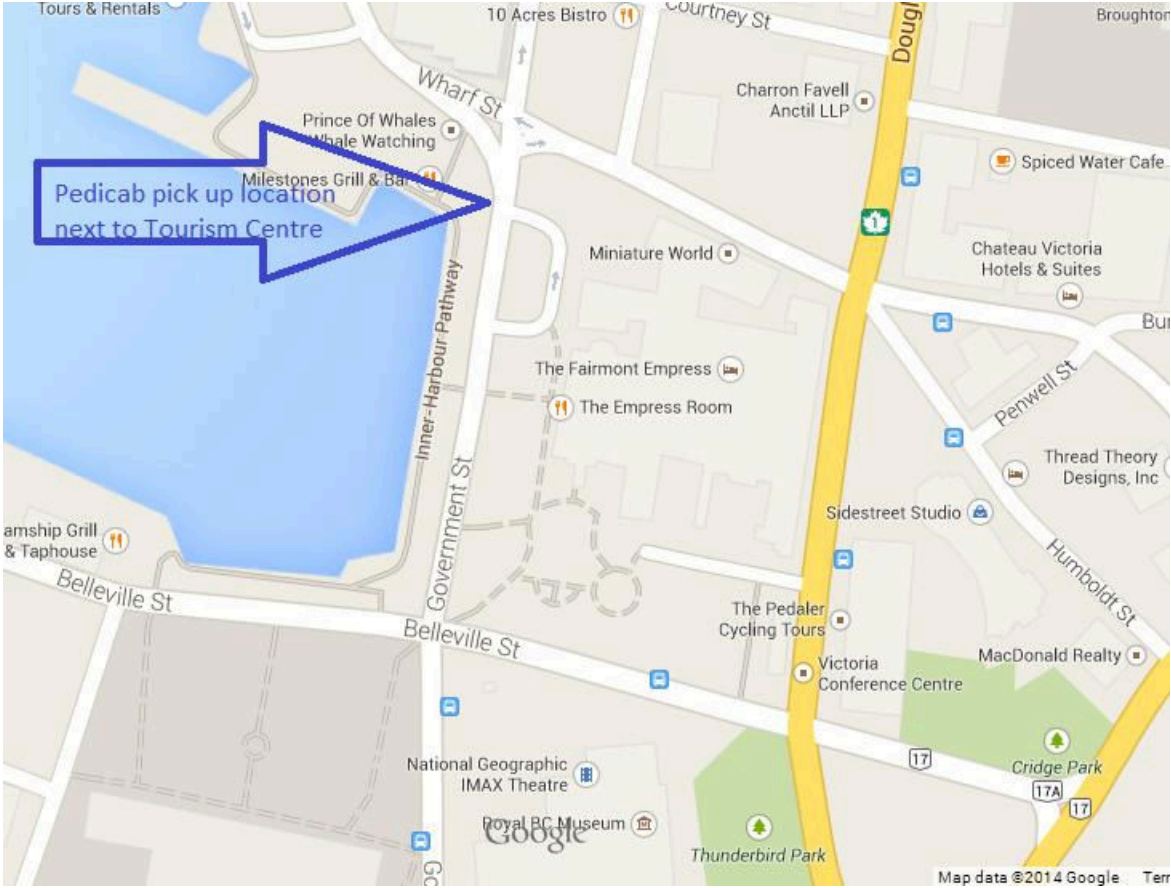 Tours & Rentals
10 Acres Bistro
Courtney St
Dougl
Broughton
Wharf St
Charron Favell
Anctil LLP
Prince Of Whales
Whale Watching
Spiced Water Cafe
Milestones Grill & Bar
Pedicab pick up location
next to Tourism Centre
1
Miniature World
Chateau Victoria
Hotels & Suites
Bur
Inner-Harbour Pathway
The Fairmont Empress
Penwell St
The Empress Room
Thread Theory
Designs, Inc
Government St
Sidestreet Studio
amship Grill
& Taphouse
Humboldt St
Belleville St
Belleville St
The Pedaler
Cycling Tours
MacDonald Realty
Victoria
Conference Centre
17
Cridge Park
National Geographic
IMAX Theatre
17A
17
Royal BC Museum
Google
Thunderbird Park
Go
Map data ©2014 Google
Terr